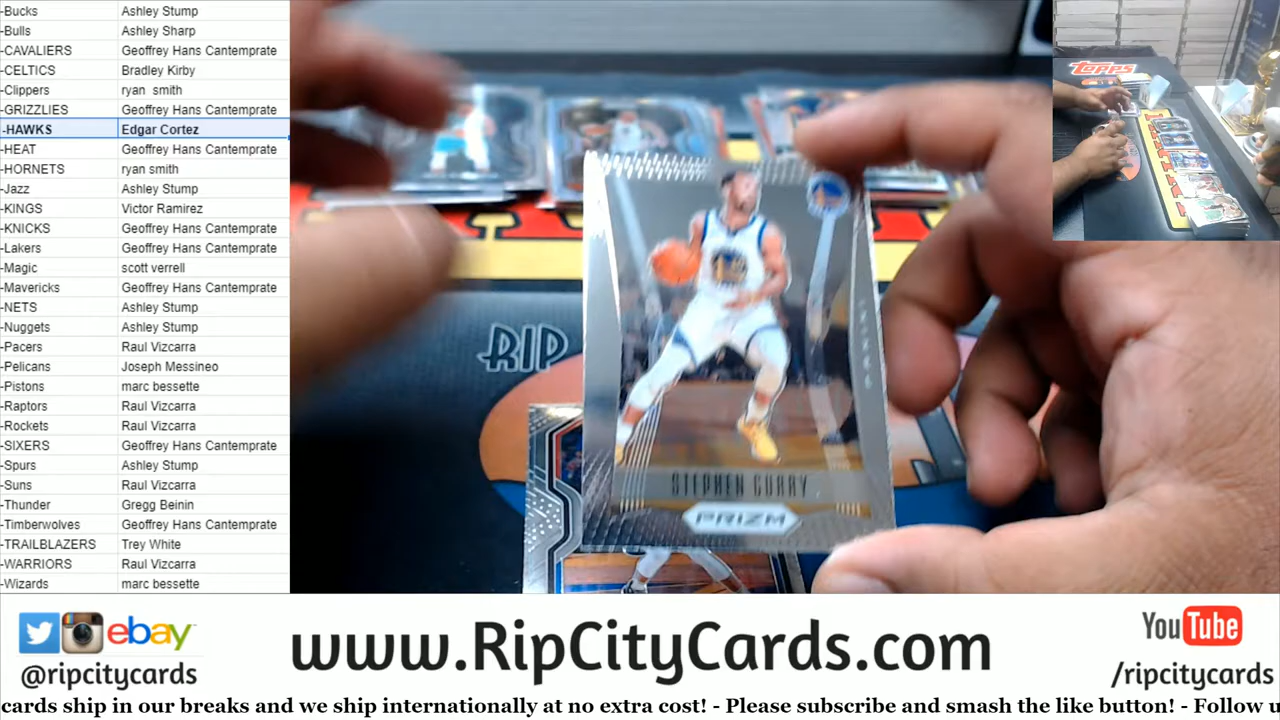 -Bucks Ashley Stump
-Bulls Ashley Sharp
-CAVALIERS Geoffrey Hans Cantemprate
-CELTICS Bradley Kirby
-Clippers ryan smith
-GRIZZLIES Geoffrey Hans Cantemprate
-HAWKS Edgar Cortez
-HEAT Geoffrey Hans Cantemprate
-HORNETS ryan smith
-Jazz Ashley Stump
-KINGS Victor Ramirez
-KNICKS Geoffrey Hans Cantemprate
-Lakers Geoffrey Hans Cantemprate
-Magic scott verrell
-Mavericks Geoffrey Hans Cantemprate
-NETS Ashley Stump
-Nuggets Ashley Stump
-Pacers Raul Vizcarra
-Pelicans Joseph Messineo
-Pistons marc bessette
-Raptors Raul Vizcarra
-Rockets Raul Vizcarra
-SIXERS Geoffrey Hans Cantemprate
-Spurs Ashley Stump
-Suns Raul Vizcarra
-Thunder Gregg Beinin
-Timberwolves Geoffrey Hans Cantemprate
-TRAILBLAZERS Trey White
-WARRIORS Raul Vizcarra
-Wizards marc bessette
Topps
RIP
STEPHEN CURRY
PRIZM
ebay
@ripcitycards
www.RipCityCards.com
YouTube
/ripcitycards
cards ship in our breaks and we ship internationally at no extra cost! - Please subscribe and smash the like button! - Follow u